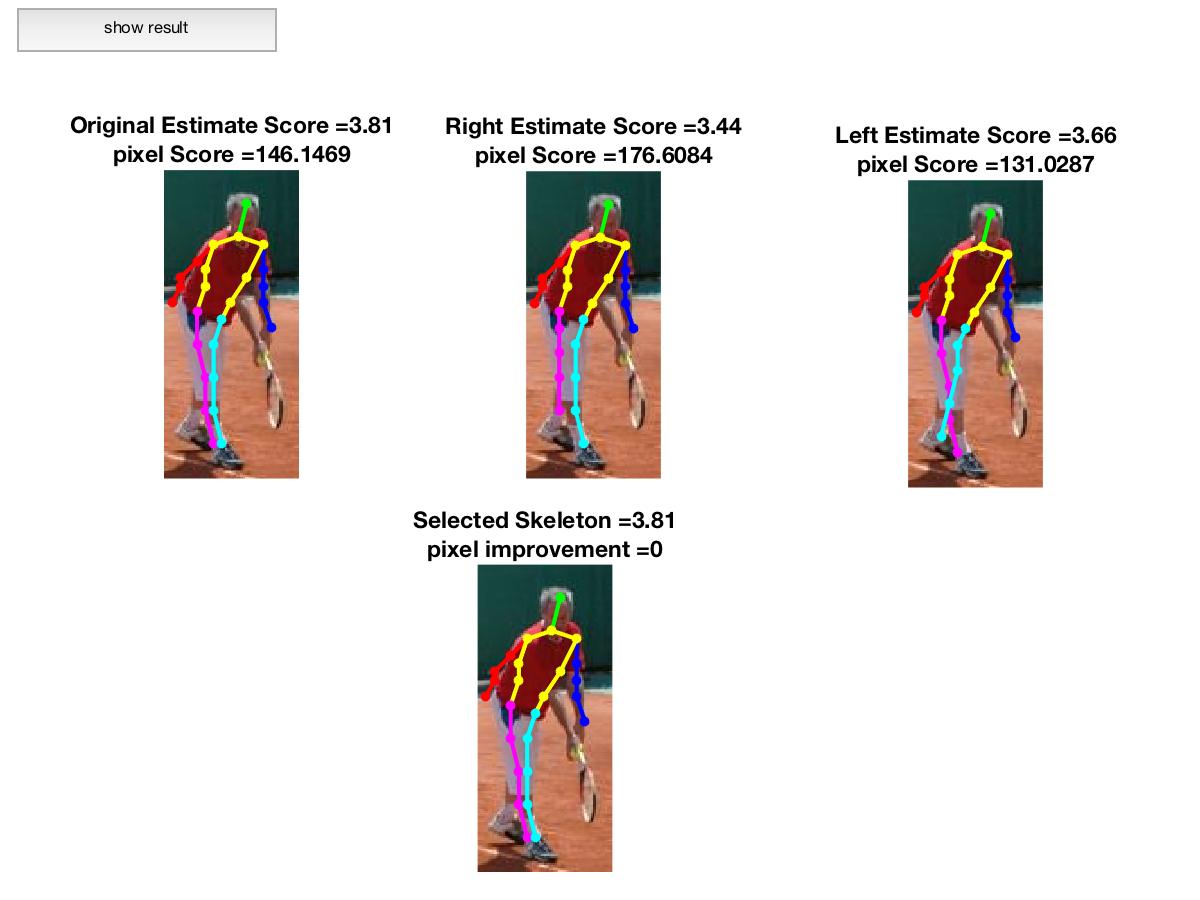 show result
Original Estimate Score =3.81
pixel Score =146.1469
Right Estimate Score =3.44
pixel Score =176.6084
Left Estimate Score =3.66
pixel Score =131.0287
Selected Skeleton =3.81
pixel improvement =0